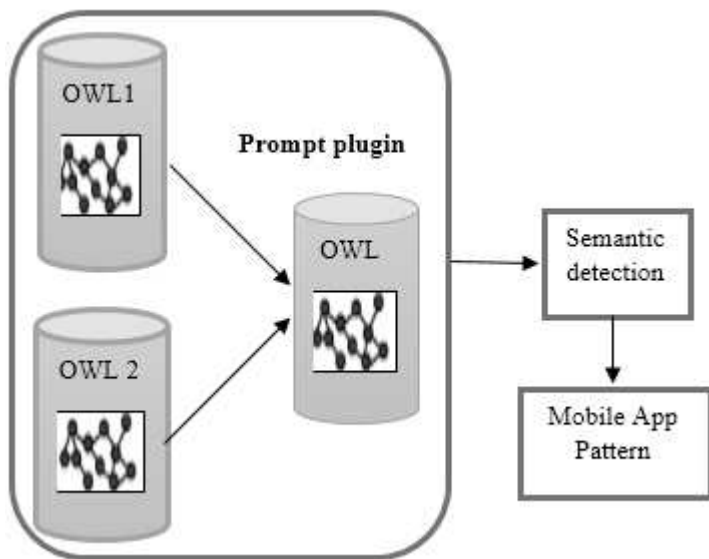 OWL1
Prompt plugin
OWL
OWL 2
Semantic
detection
Mobile App
Pattern